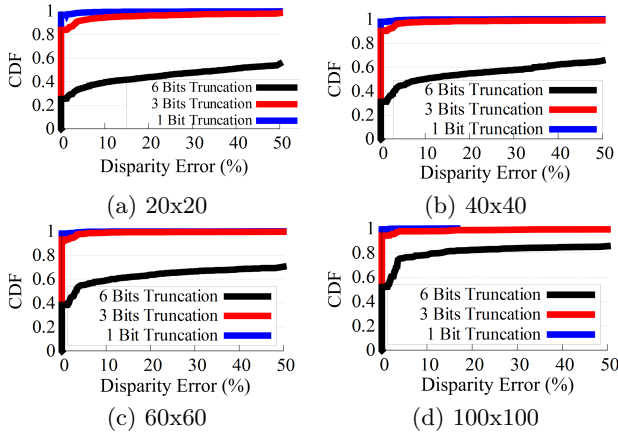 1
0.8
0.6
0.4
0.2
0
CDF
6 Bits Truncation
3 Bits Truncation
1 Bit Truncation
0 10 20 30 40 50
Disparity Error (%)
(a) 20x20
1
0.8
0.6
0.4
0.2
0
CDF
6 Bits Truncation
3 Bits Truncation
1 Bit Truncation
0 10 20 30 40 50
Disparity Error (%)
(b) 40x40
1
0.8
0.6
0.4
0.2
0
CDF
6 Bits Truncation
3 Bits Truncation
1 Bit Truncation
0 10 20 30 40 50
Disparity Error (%)
(c) 60x60
1
0.8
0.6
0.4
0.2
0
CDF
6 Bits Truncation
3 Bits Truncation
1 Bit Truncation
0 10 20 30 40 50
Disparity Error (%)
(d) 100x100